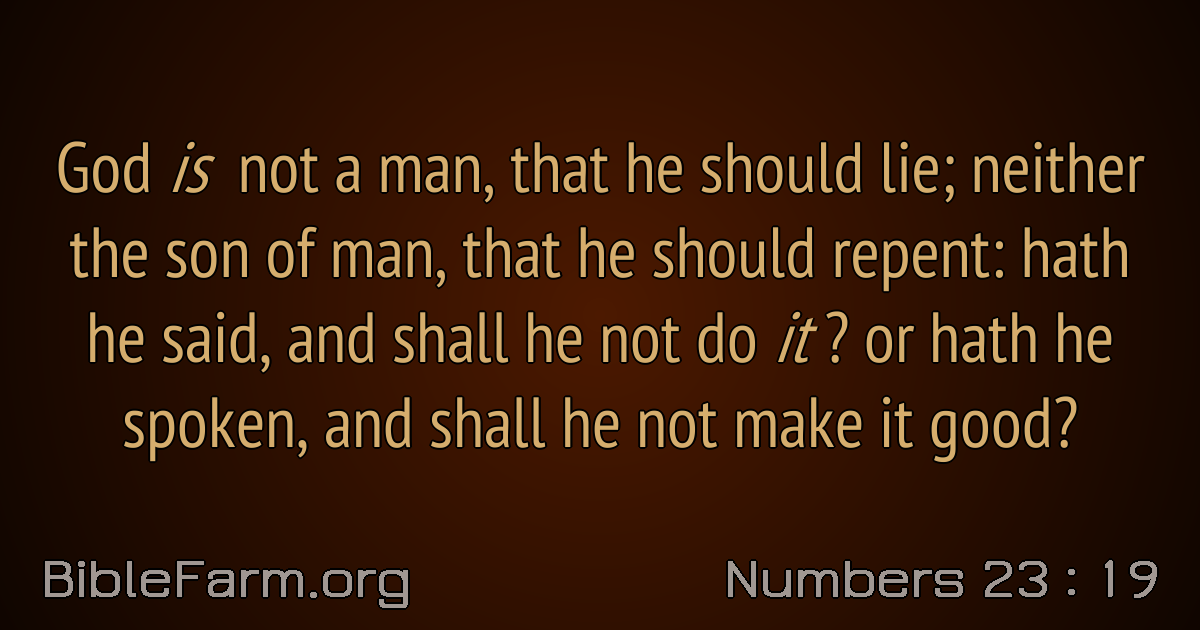 God is not a man, that he should lie; neither
the son of man, that he should repent: hath
he said, and shall he not do it? or hath he
spoken, and shall he not make it good?
BibleFarm.org
Numbers 23 : 19